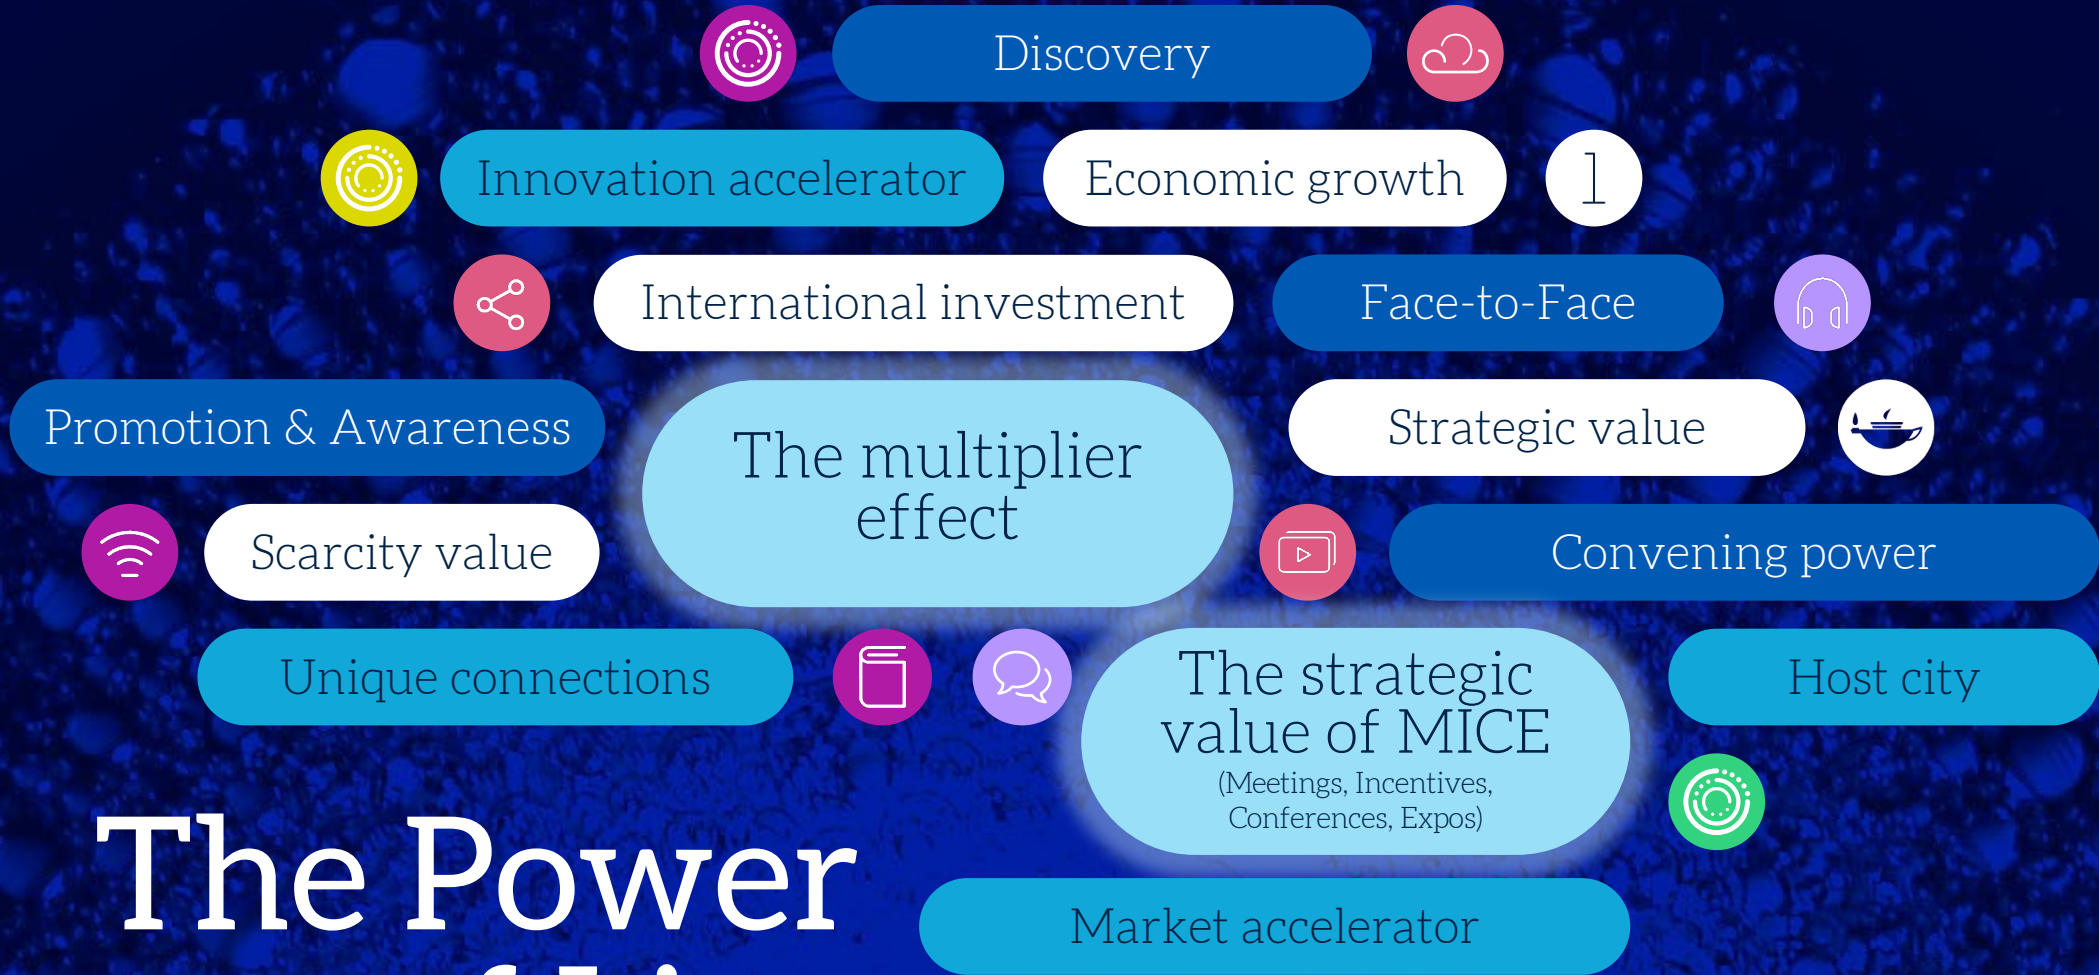 Discovery
Innovation accelerator
Economic growth
International investment
Face-to-Face
Promotion & Awareness
The multiplier
effect
Strategic value
Scarcity value
Convening power
Unique connections
The strategic
value of MICE
(Meetings, Incentives,
Conferences, Expos)
Host city
The Power
Market accelerator